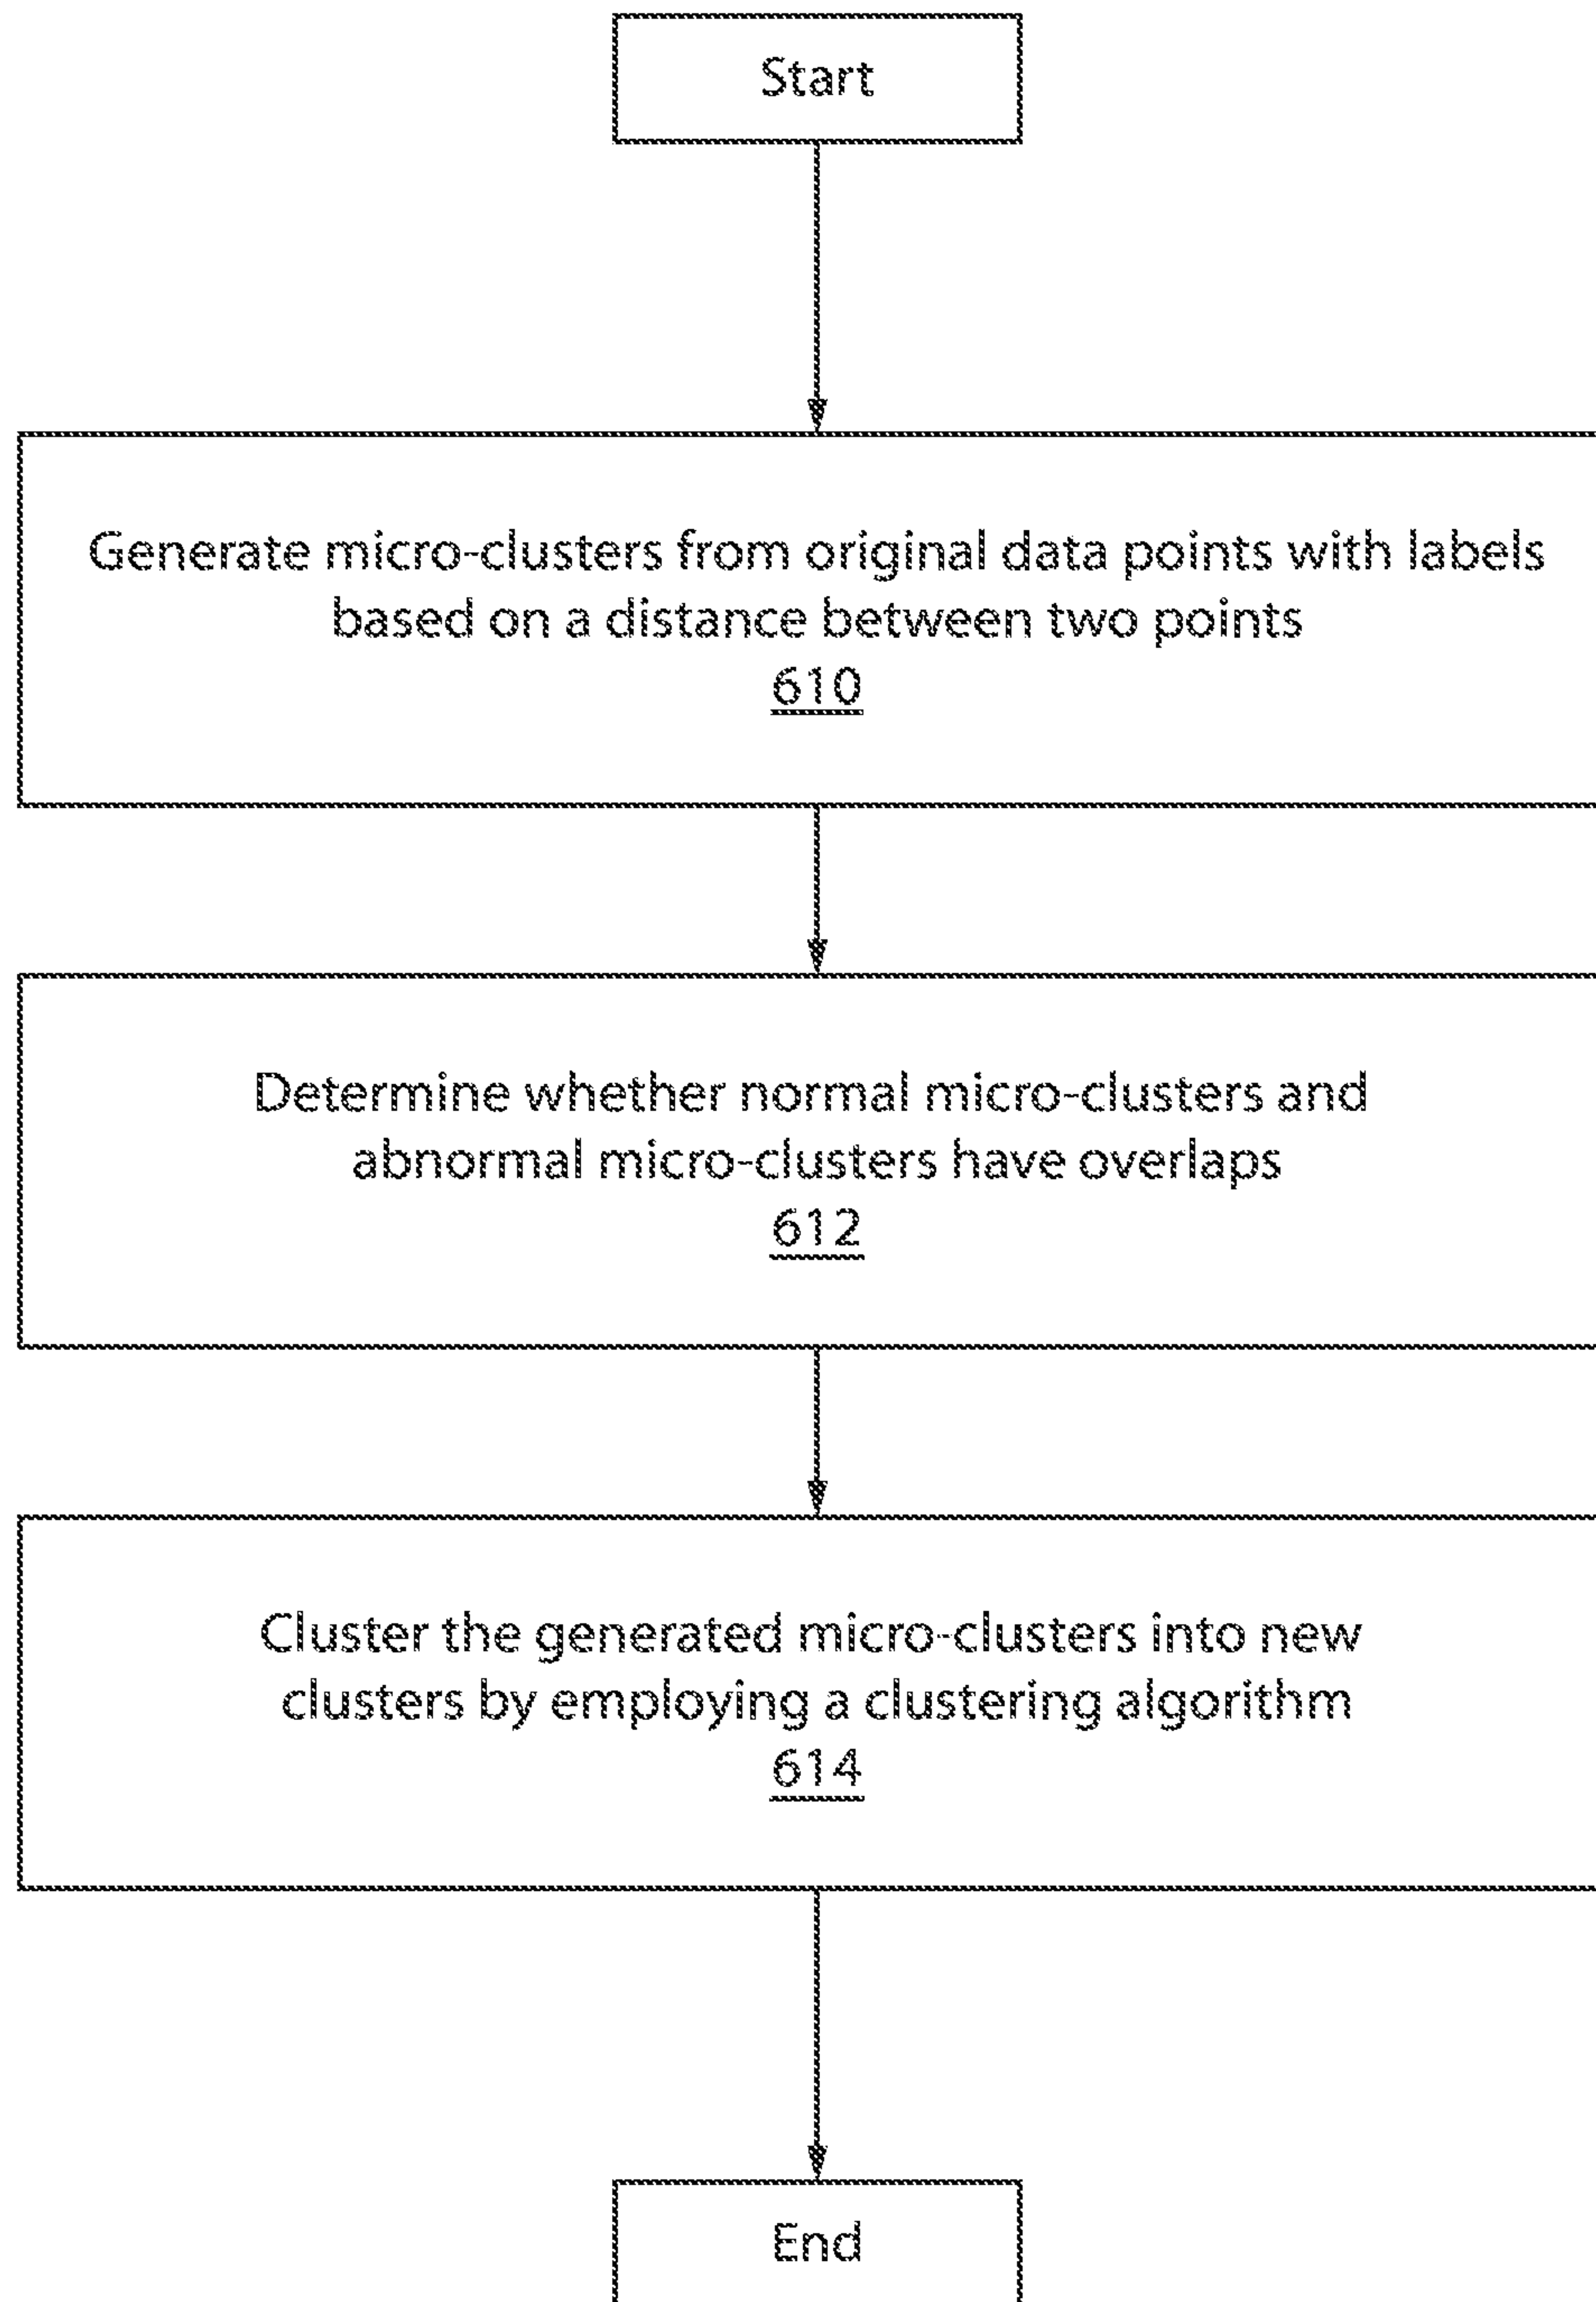 Start
Generate micro-clusters from original data points with labels
based on a distance between two points
610
Determine whether normal micro-clusters and
abnormal micro-clusters have overlaps
612
Cluster the generated micro-clusters into new
clusters by employing a clustering algorithm
614
End